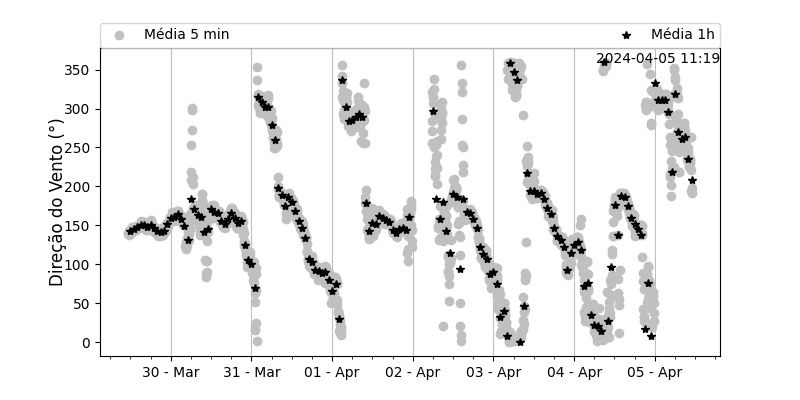 Média 5 min
Média 1h
2024-04-05 11:19
Direção do Vento (°)
350
300
250
200
150
100
50
0
30 - Mar
31 - Mar
01 - Apr
02 - Apr
03 - Apr
04 - Apr
05 - Apr